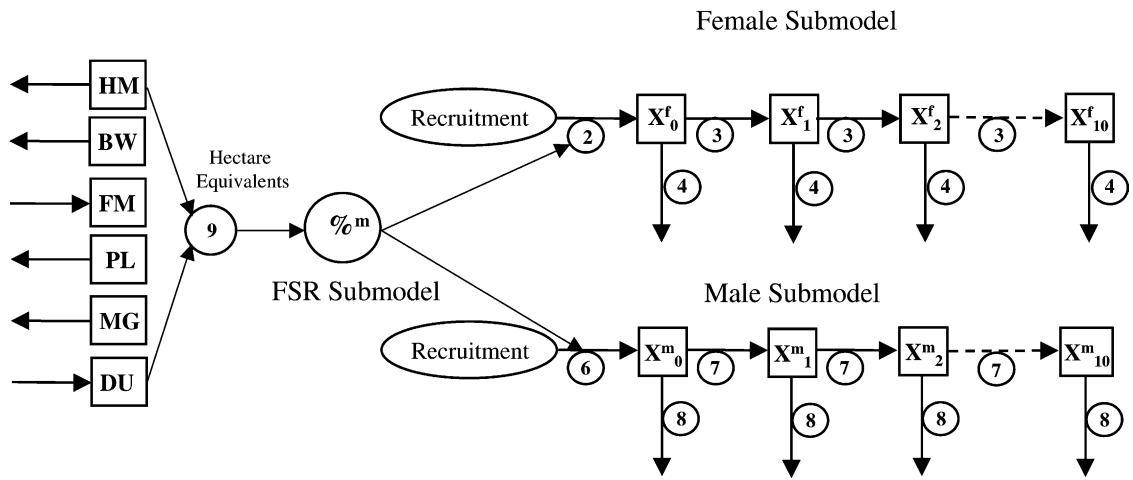 Female Submodel
HM
BW
FM
PL
MG
DU
Hectare
Equivalents
9
%m
FSR Submodel
Recruitment
2
Xf0
3
Xf1
3
Xf2
3
Xf10
4
4
4
4
Male Submodel
Recruitment
6
Xm0
7
Xm1
7
Xm2
7
Xm10
8
8
8
8